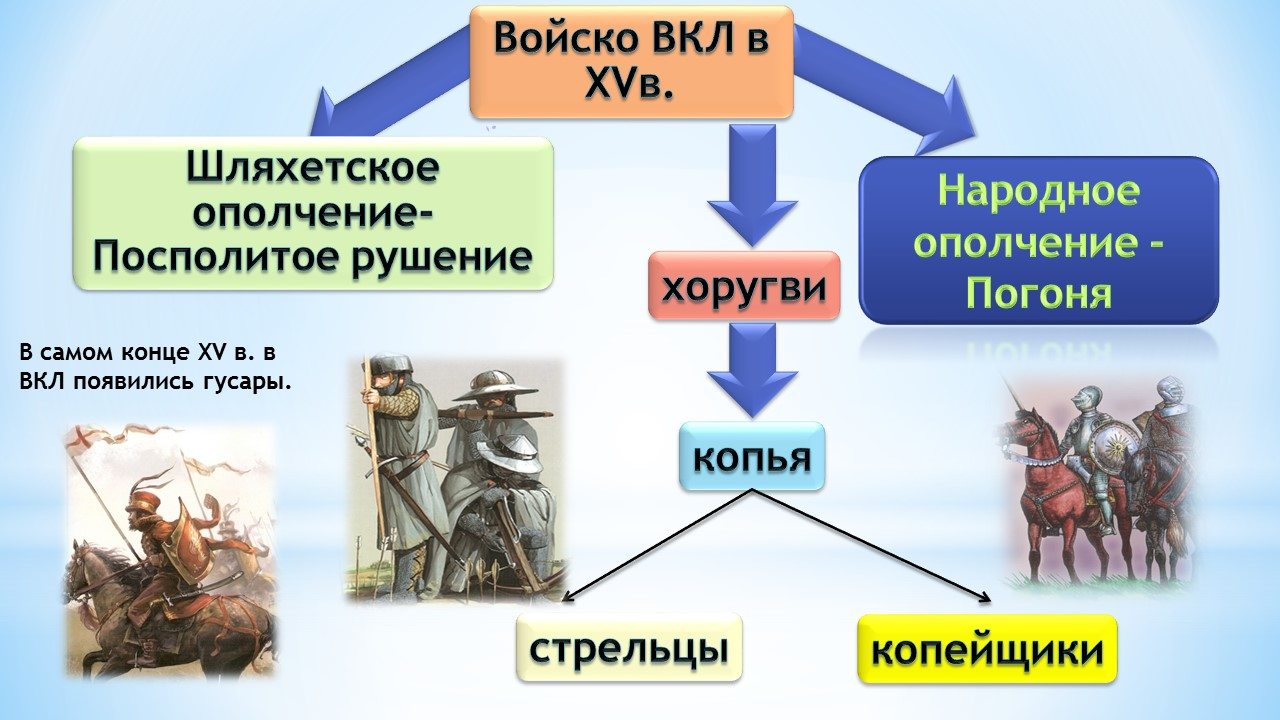 Войско ВКЛ в
XVв.
Шляхетское
ополчение-
Посполитое рушение
Народное
ополчение -
Погоня
хоругви
В самом конце XV в. в
ВКЛ появились гусары.
копья
стрельцы
копейщики